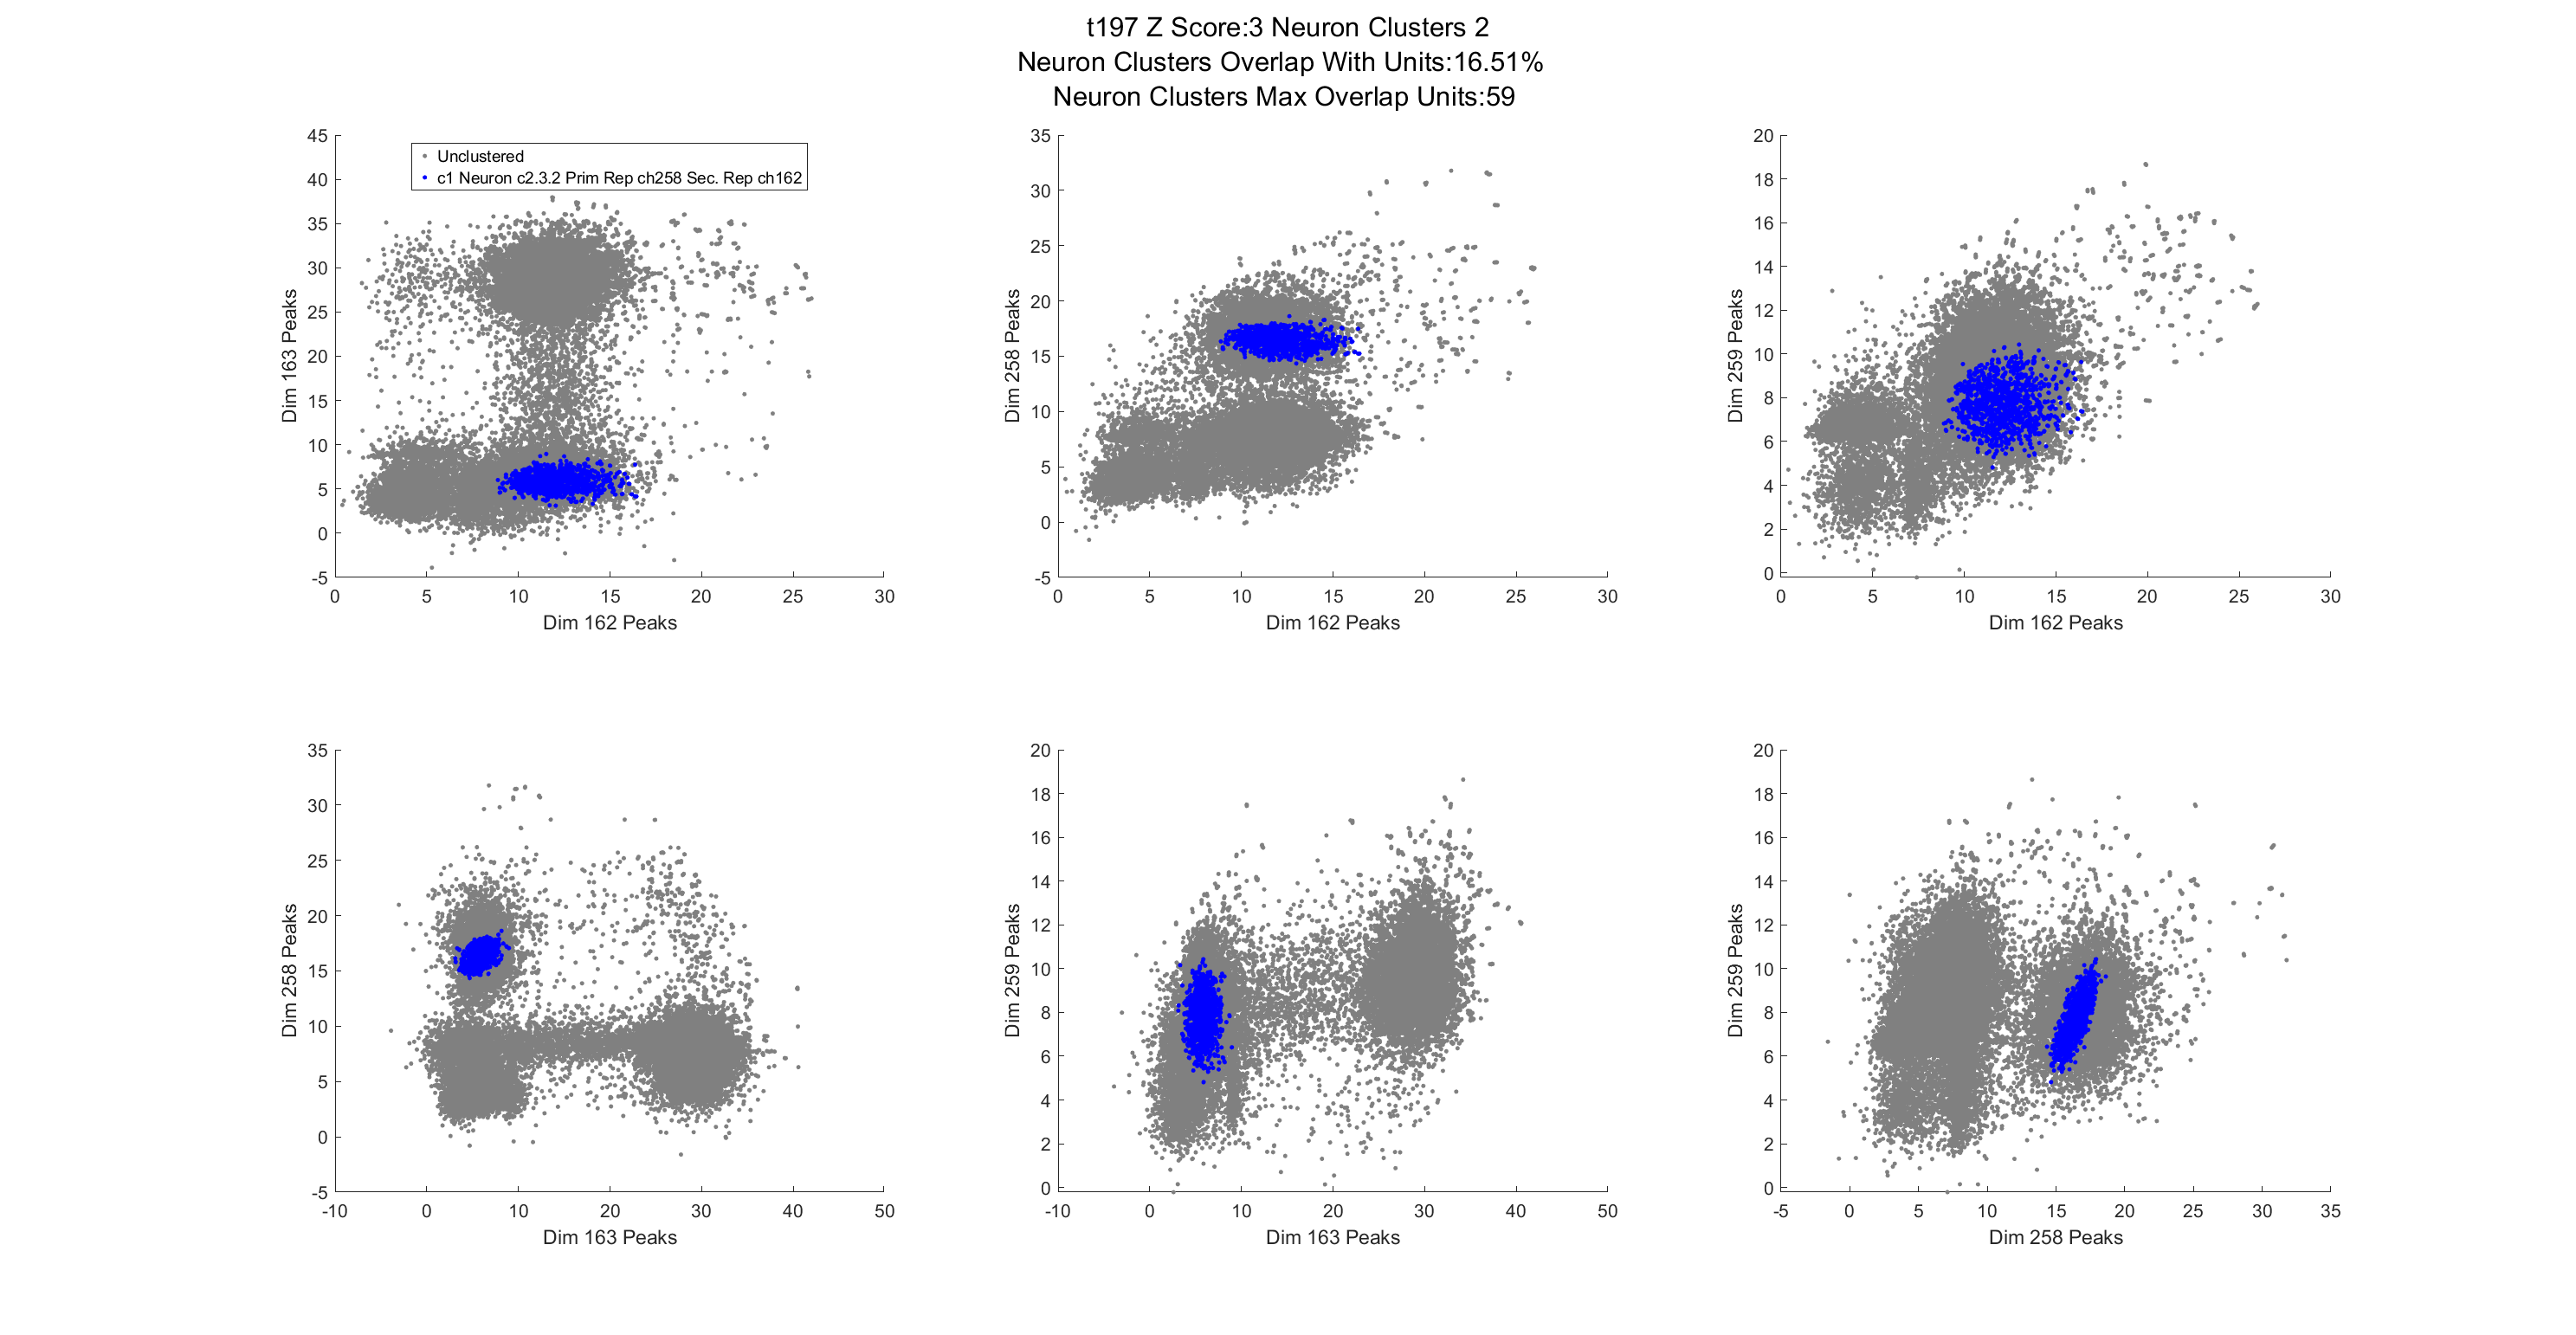 t197 Z Score:3 Neuron Clusters 2
Neuron Clusters Overlap With Units:16.51%
Neuron Clusters Max Overlap Units:59
45
40
35
30
25
20
15
10
5
0
-5
0 5 10 15 20 25 30
Dim 163 Peaks
Dim 162 Peaks
Unclustered
c1 Neuron c2.3.2 Prim Rep ch258 Sec. Rep ch162
35
30
25
20
15
10
5
0
-5
0 5 10 15 20 25 30
Dim 258 Peaks
Dim 162 Peaks
20
18
16
14
12
10
8
6
4
2
0
0 5 10 15 20 25 30
Dim 259 Peaks
Dim 162 Peaks
35
30
25
20
15
10
5
0
-5
-10 0 10 20 30 40 50
Dim 258 Peaks
Dim 163 Peaks
20
18
16
14
12
10
8
6
4
2
0
-10 0 10 20 30 40 50
Dim 259 Peaks
Dim 163 Peaks
20
18
16
14
12
10
8
6
4
2
0
-5 0 5 10 15 20 25 30 35
Dim 259 Peaks
Dim 258 Peaks